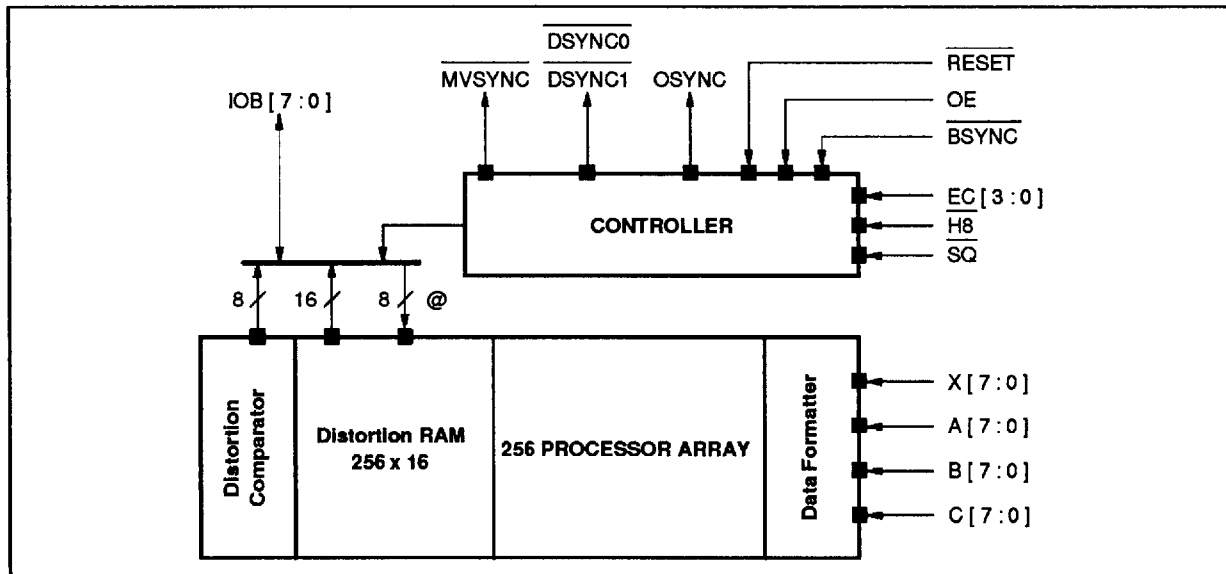 DSYNC0
MVSYNC DSYNC1 OSYNC
RESET
IOB [ 7 : 0 ]
OE
BSYNC
EC [ 3 : 0 ]
CONTROLLER
H8
SQ
8 16 8 @
Distortion Comparator
Distortion RAM
256 x 16
256 PROCESSOR ARRAY
Data Formatter
X [ 7 : 0 ]
A [ 7 : 0 ]
B [ 7 : 0 ]
C [ 7 : 0 ]